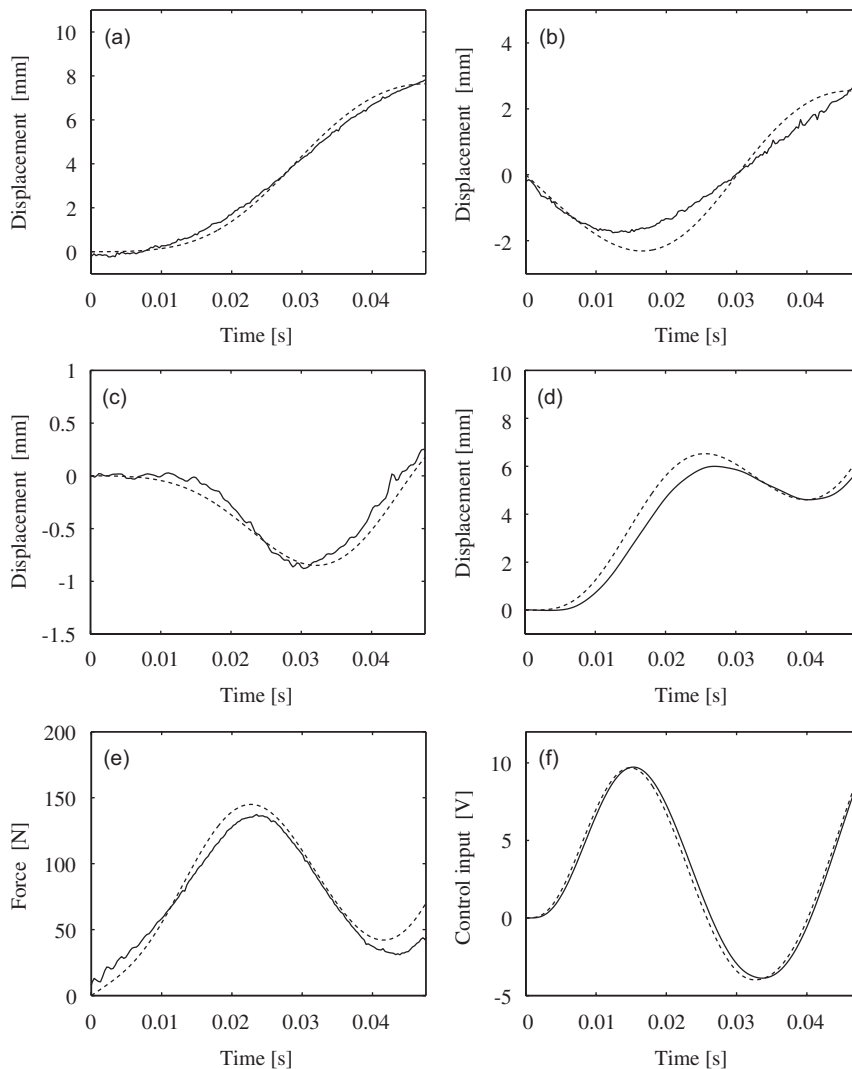 (a)
Displacement [mm]
10
8
6
4
2
0
0 0.01 0.02 0.03 0.04
Time [s]
(b)
Displacement [mm]
4
2
0
-2
0 0.01 0.02 0.03 0.04
Time [s]
(c)
Displacement [mm]
1
0.5
0
-0.5
-1
-1.5
0 0.01 0.02 0.03 0.04
Time [s]
(d)
Displacement [mm]
10
8
6
4
2
0
0 0.01 0.02 0.03 0.04
Time [s]
(e)
Force [N]
200
150
100
50
0
0 0.01 0.02 0.03 0.04
Time [s]
(f)
Control input [V]
10
5
0
-5
0 0.01 0.02 0.03 0.04
Time [s]